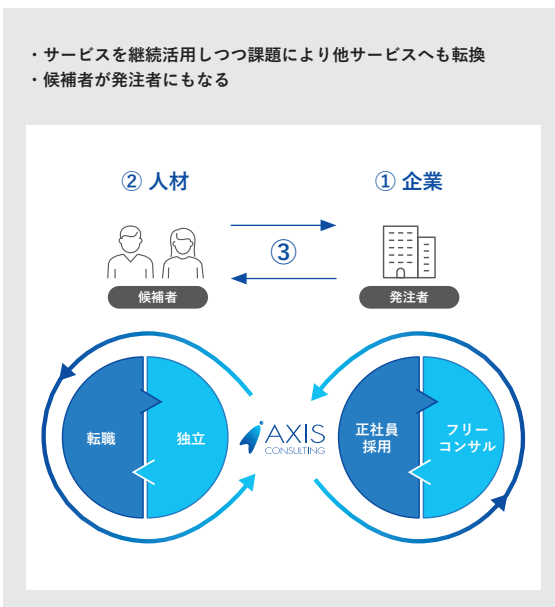 ・サービスを継続活用しつつ課題により他サービスへも転換
・候補者が発注者にもなる
② 人材
① 企業
③
候補者
発注者
転職
独立
AXIS
CONSULTING
正社員
採用
フリー
コンサル